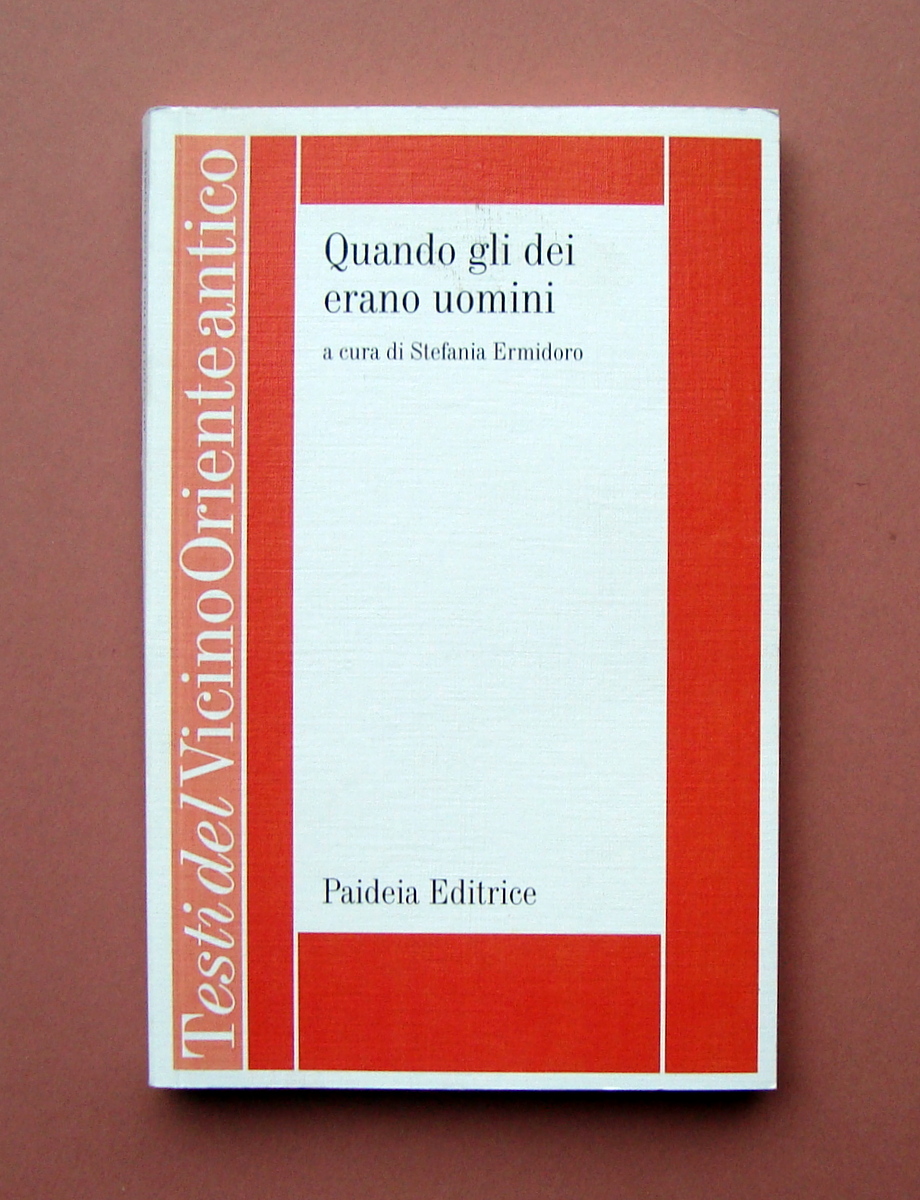 Testi del Vicino Oriente antico
Quando gli dei
erano uomini
a cura di Stefania Ermidoro
Paideia Editrice